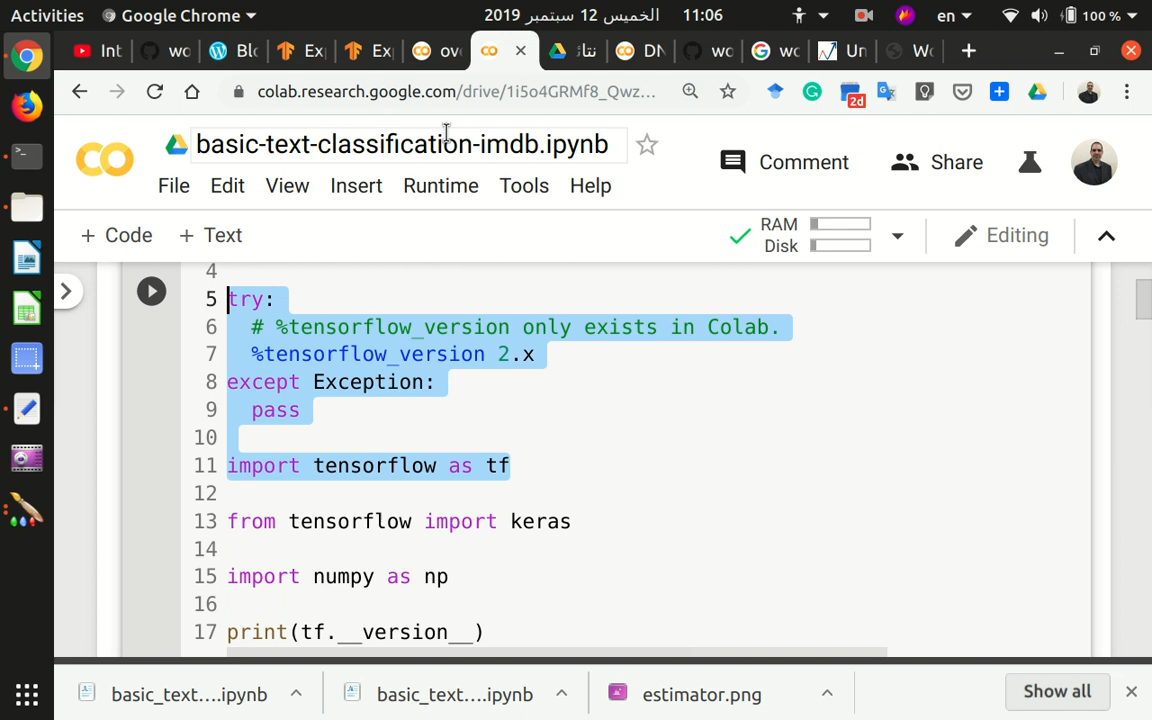 Activities Google Chrome 2019 الخميس 12 سبتمبر 11:06 en 100 %
Int wo Blo Ex Ex ov نتائ DN wo wo Un Wo
colab.research.google.com/drive/1i5o4GRMf8_Qwz... 2d
basic-text-classification-imdb.ipynb
Comment Share
File Edit View Insert Runtime Tools Help
+ Code + Text RAM Disk Editing
4
5 try:
6 # %tensorflow_version only exists in Colab.
7 %tensorflow_version 2.x
8 except Exception:
9 pass
10
11 import tensorflow as tf
12
13 from tensorflow import keras
14
15 import numpy as np
16
17 print(tf.__version__)
basic_text....ipynb basic_text....ipynb estimator.png Show all